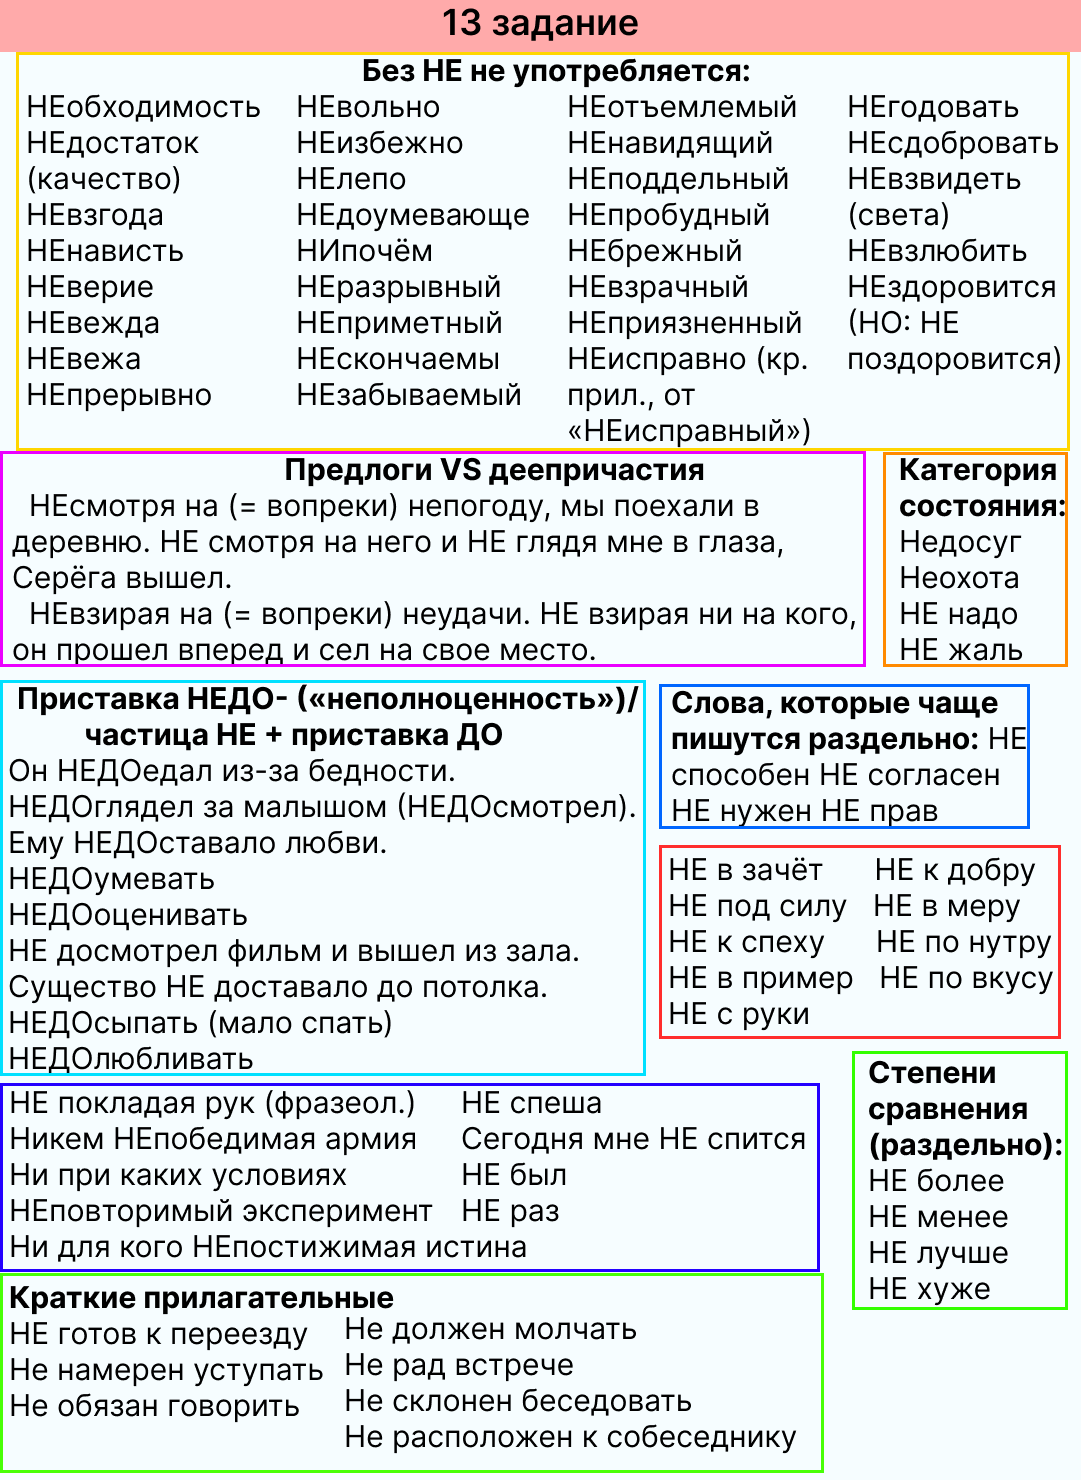 13 задание
Без НЕ не употребляется:
НЕобходимость
НЕдостаток
(качество)
НЕвзгода
НЕнависть
НЕверие
НЕвежда
НЕвежа
НЕпрерывно
НЕвольно
НЕизбежно
НЕлепо
НЕдоумевающе
НИпочём
НЕразрывный
НЕприметный
НЕскончаемы
НЕзабываемый
НЕотъемлемый
НЕнавидящий
НЕподдельный
НЕпробудный
НЕбрежный
НЕвзрачный
НЕприязненный
НЕисправно (кр.
прил., от
«НЕисправный»)
НЕгодовать
НЕсдобровать
НЕвзвидеть
(света)
НЕвзлюбить
НЕздоровится
(НО: НЕ
поздоровится)
Предлоги VS деепричастия
НЕсмотря на (= вопреки) непогоду, мы поехали в
деревню. НЕ смотря на него и НЕ глядя мне в глаза,
Серёга вышел.
НЕвзирая на (= вопреки) неудачи. НЕ взирая ни на кого,
он прошел вперед и сел на свое место.
Категория
состояния:
Недосуг
Неохота
НЕ надо
НЕ жаль
Приставка НЕДО- («неполноценность»)/
частица НЕ + приставка ДО
Он НЕДОедал из-за бедности.
НЕДОглядел за малышом (НЕДОсмотрел).
Ему НЕДОставало любви.
НЕДОумевать
НЕДОоценивать
НЕ досмотрел фильм и вышел из зала.
Существо НЕ доставало до потолка.
НЕДОсыпать (мало спать)
НЕДОлюбливать
Слова, которые чаще
пишутся раздельно: НЕ
способен НЕ согласен
НЕ нужен НЕ прав
НЕ в зачёт НЕ к добру
НЕ под силу НЕ в меру
НЕ к спеху НЕ по нутру
НЕ в пример НЕ по вкусу
НЕ с руки
НЕ покладая рук (фразеол.)
Никем НЕпобедимая армия
Ни при каких условиях
НЕповторимый эксперимент
Ни для кого НЕпостижимая истина
НЕ спеша
Сегодня мне НЕ спится
НЕ был
НЕ раз
Степени
сравнения
(раздельно):
НЕ более
НЕ менее
НЕ лучше
НЕ хуже
Краткие прилагательные
НЕ готов к переезду
Не намерен уступать
Не обязан говорить
Не должен молчать
Не рад встрече
Не склонен беседовать
Не расположен к собеседнику